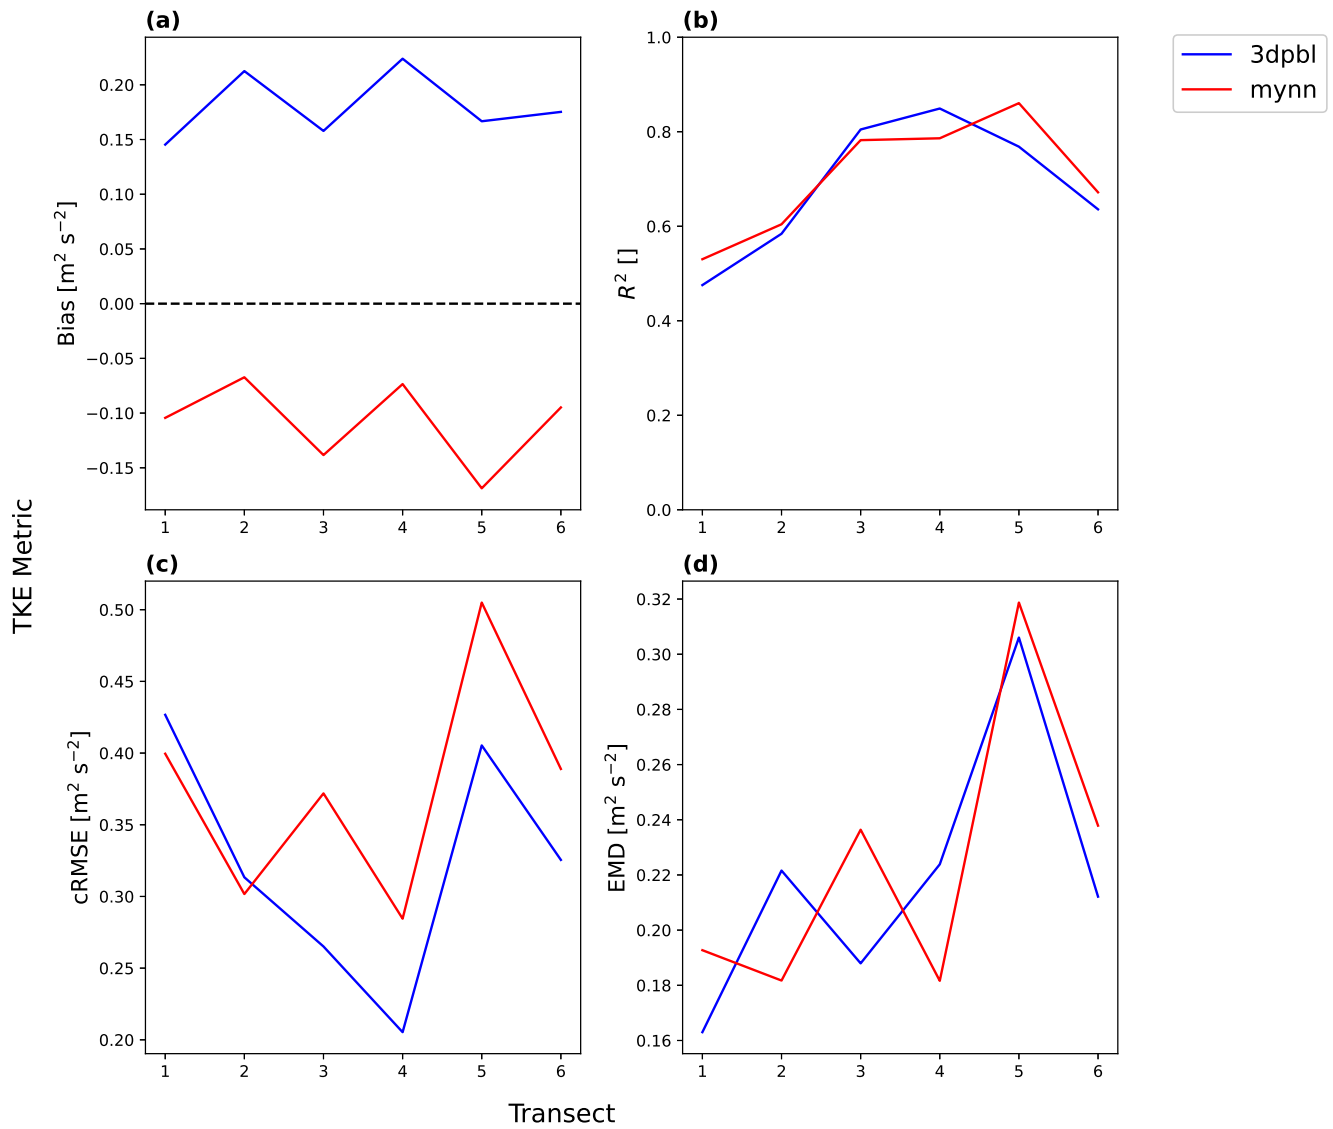 (a)
0.20
0.15
0.10
0.05
0.00
−0.05
−0.10
−0.15
Bias [m² s⁻²]
1 2 3 4 5 6
(b)
1.0
0.8
0.6
0.4
0.2
0.0
R² []
1 2 3 4 5 6
3dpbl
mynn
TKE Metric
(c)
0.50
0.45
0.40
0.35
0.30
0.25
0.20
cRMSE [m² s⁻²]
1 2 3 4 5 6
(d)
0.32
0.30
0.28
0.26
0.24
0.22
0.20
0.18
0.16
EMD [m² s⁻²]
1 2 3 4 5 6
Transect